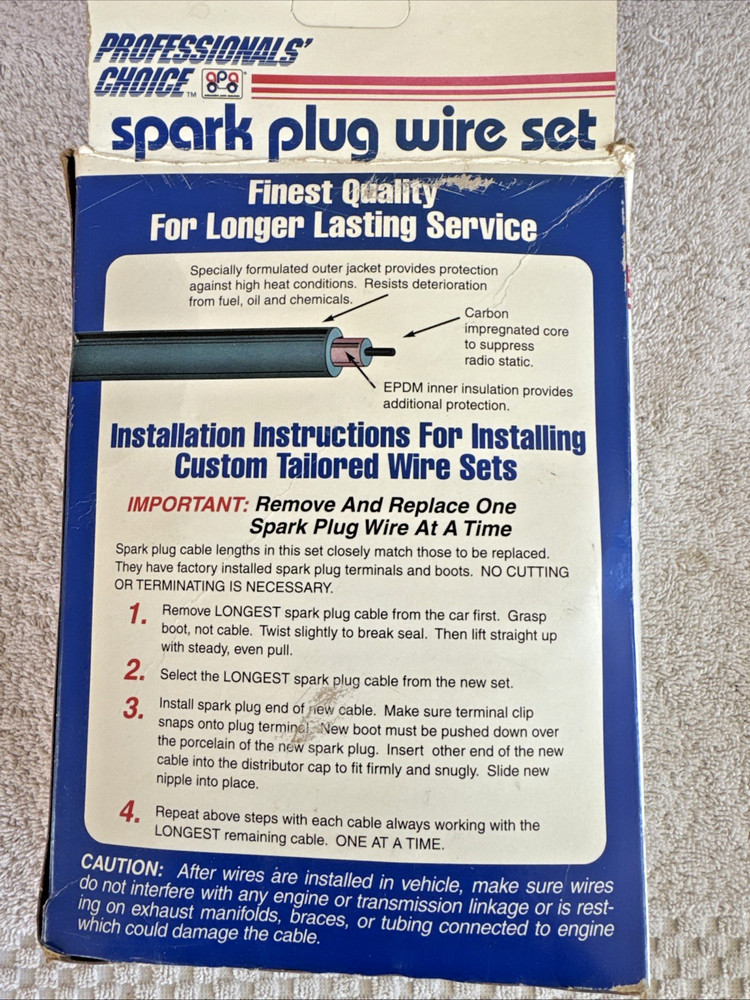 PROFESSIONALS'
CHOICE™ apa
spark plug wire set
Finest Quality
For Longer Lasting Service
Specially formulated outer jacket provides protection
against high heat conditions. Resists deterioration
from fuel, oil and chemicals.
Carbon
impregnated core
to suppress
radio static.
EPDM inner insulation provides
additional protection.
Installation Instructions For Installing
Custom Tailored Wire Sets
IMPORTANT: Remove And Replace One
Spark Plug Wire At A Time
Spark plug cable lengths in this set closely match those to be replaced.
They have factory installed spark plug terminals and boots. NO CUTTING
OR TERMINATING IS NECESSARY.
1. Remove LONGEST spark plug cable from the car first. Grasp
boot, not cable. Twist slightly to break seal. Then lift straight up
with steady, even pull.
2. Select the LONGEST spark plug cable from the new set.
3. Install spark plug end of new cable. Make sure terminal clip
snaps onto plug terminal. New boot must be pushed down over
the porcelain of the new spark plug. Insert other end of the new
cable into the distributor cap to fit firmly and snugly. Slide new
nipple into place.
4. Repeat above steps with each cable always working with the
LONGEST remaining cable. ONE AT A TIME.
CAUTION: After wires are installed in vehicle, make sure wires
do not interfere with any engine or transmission linkage or is rest-
ing on exhaust manifolds, braces, or tubing connected to engine
which could damage the cable.